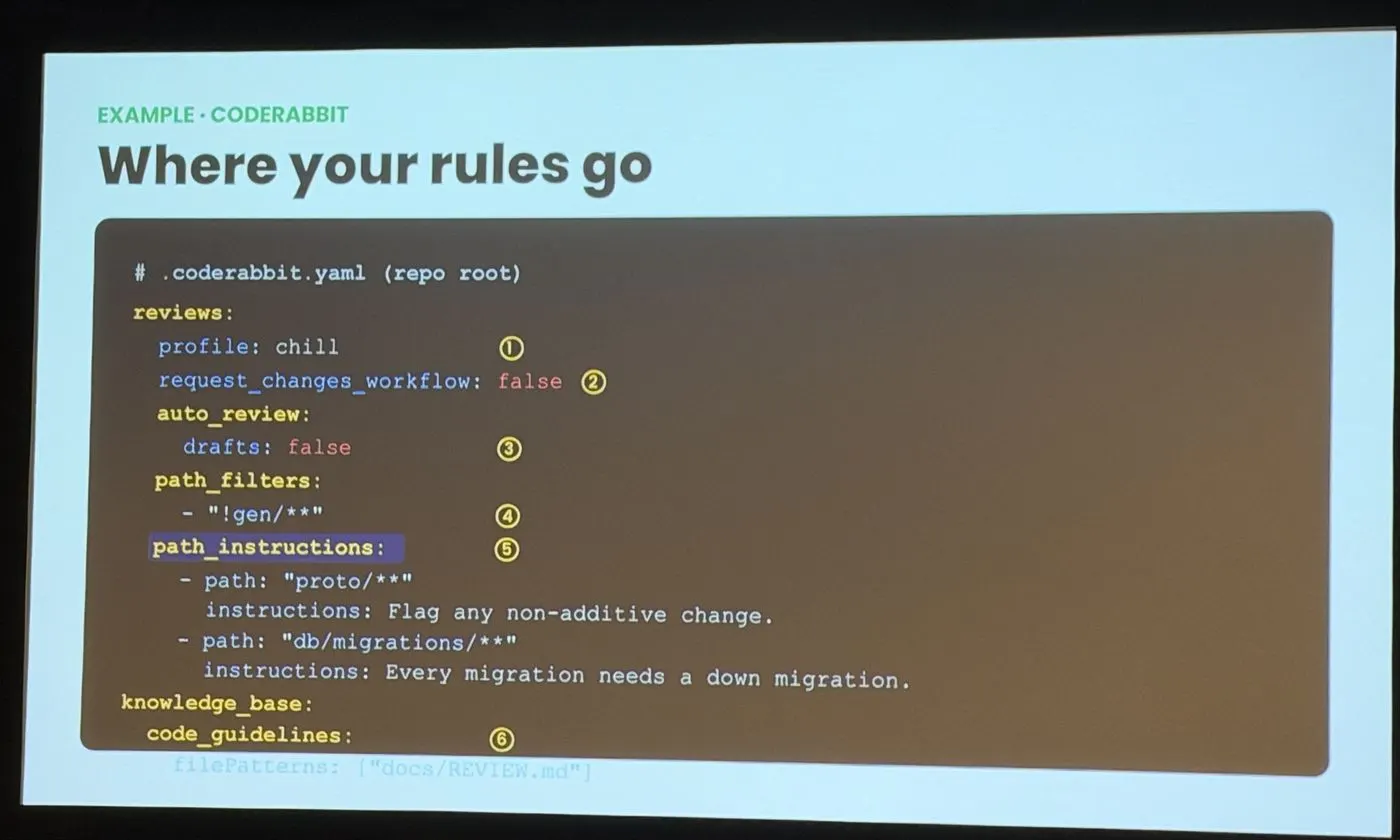 EXAMPLE · CODERABBIT
Where your rules go
# .coderabbit.yaml (repo root)
reviews:
  profile: chill ①
  request_changes_workflow: false ②
  auto_review:
    drafts: false ③
  path_filters:
    - "!gen/**" ④
  path_instructions: ⑤
    - path: "proto/**"
      instructions: Flag any non-additive change.
    - path: "db/migrations/**"
      instructions: Every migration needs a down migration.
knowledge_base:
  code_guidelines: ⑥
    filePatterns: ["docs/REVIEW.md"]